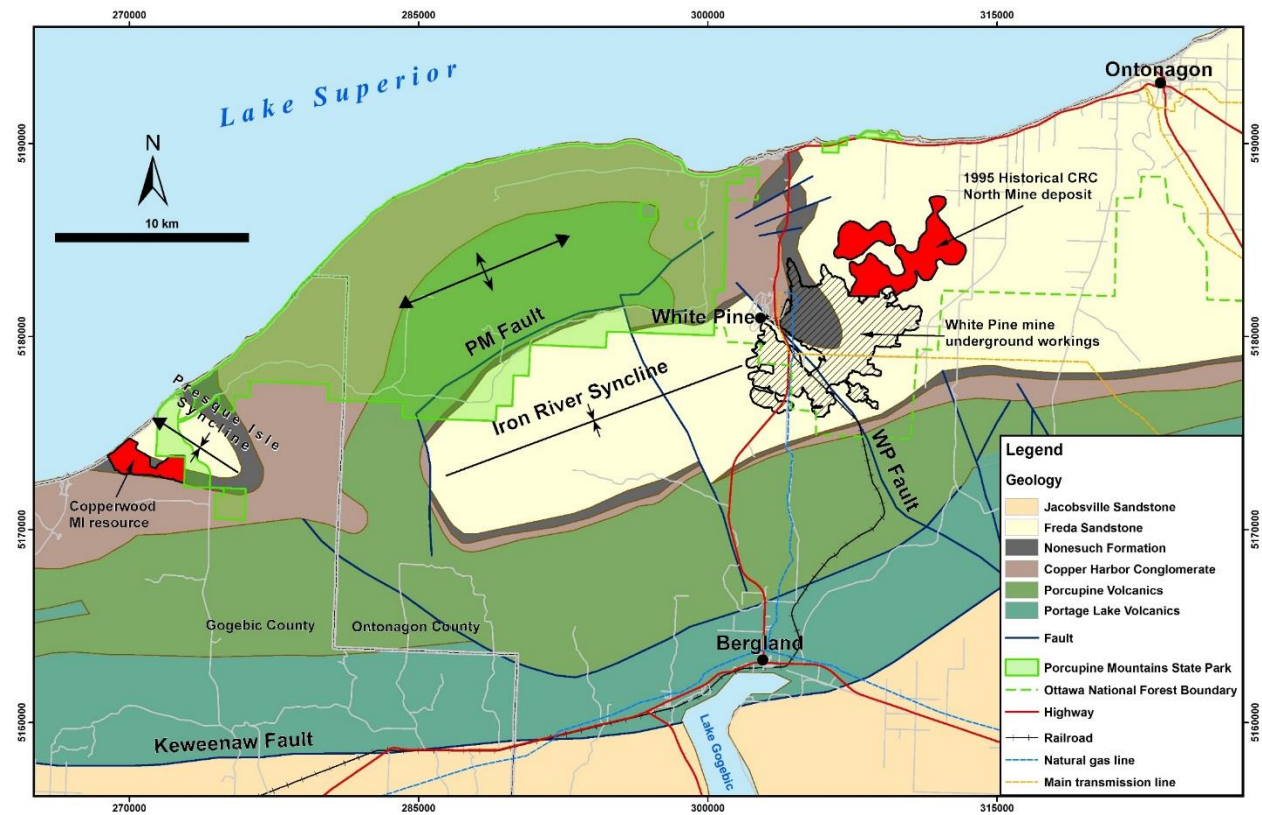 270000
285000
300000
315000
Lake Superior
Ontonagon
N
10 km
5190000
5190000
1995 Historical CRC
North Mine deposit
PM Fault
White Pine
White Pine mine
underground workings
5180000
5180000
Iron River Syncline
Presque Isle
Syncline
WP Fault
Copperwood
MI resource
5170000
5170000
Gogebic County
Ontonagon County
Bergland
Lake Gogebic
Keweenaw Fault
5160000
5160000
Legend
Geology
Jacobsville Sandstone
Freda Sandstone
Nonesuch Formation
Copper Harbor Conglomerate
Porcupine Volcanics
Portage Lake Volcanics
Fault
Porcupine Mountains State Park
Ottawa National Forest Boundary
Highway
Railroad
Natural gas line
Main transmission line
270000
285000
300000
315000